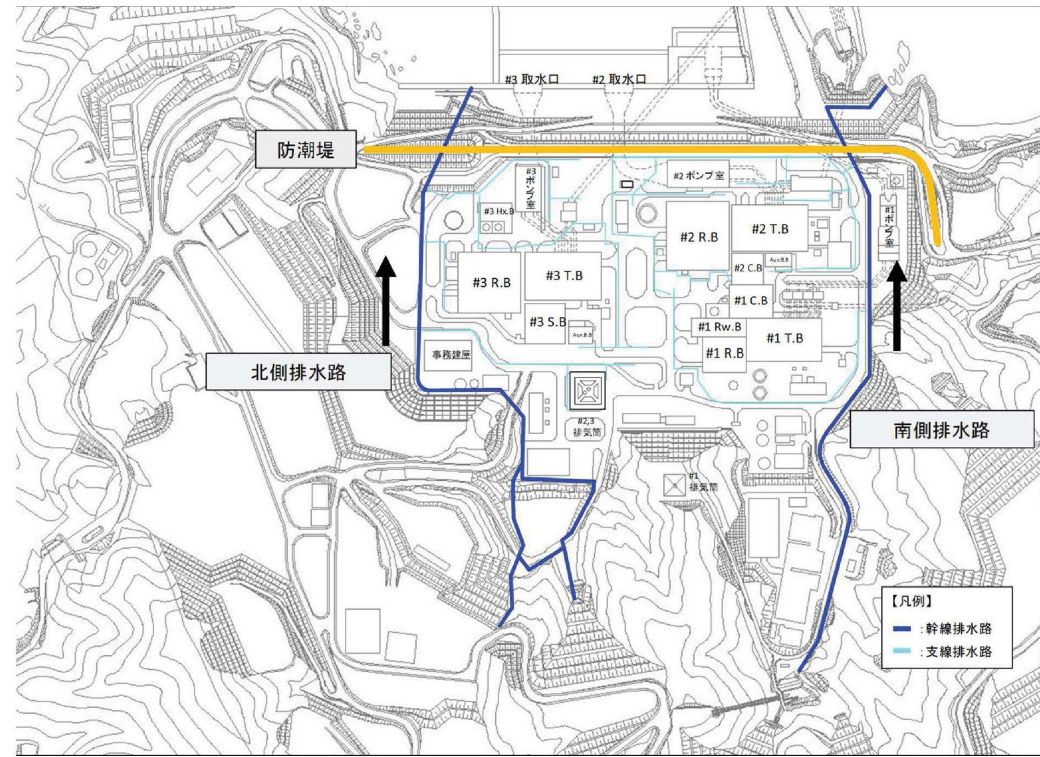 #3 取水口
#2 取水口
防潮堤
#3
ポンプ室
#2 ポンプ室
#1
ポンプ室
#3 Hx.B
#2 R.B
#2 T.B
#3 R.B
#3 T.B
#2 C.B
Aux.B.B
#1 C.B
#3 S.B
Aux.B.B
#1 Rw.B
#1 R.B
#1 T.B
事務建屋
北側排水路
#2,3
排気筒
南側排水路
#1
排気筒
【凡例】
:幹線排水路
:支線排水路